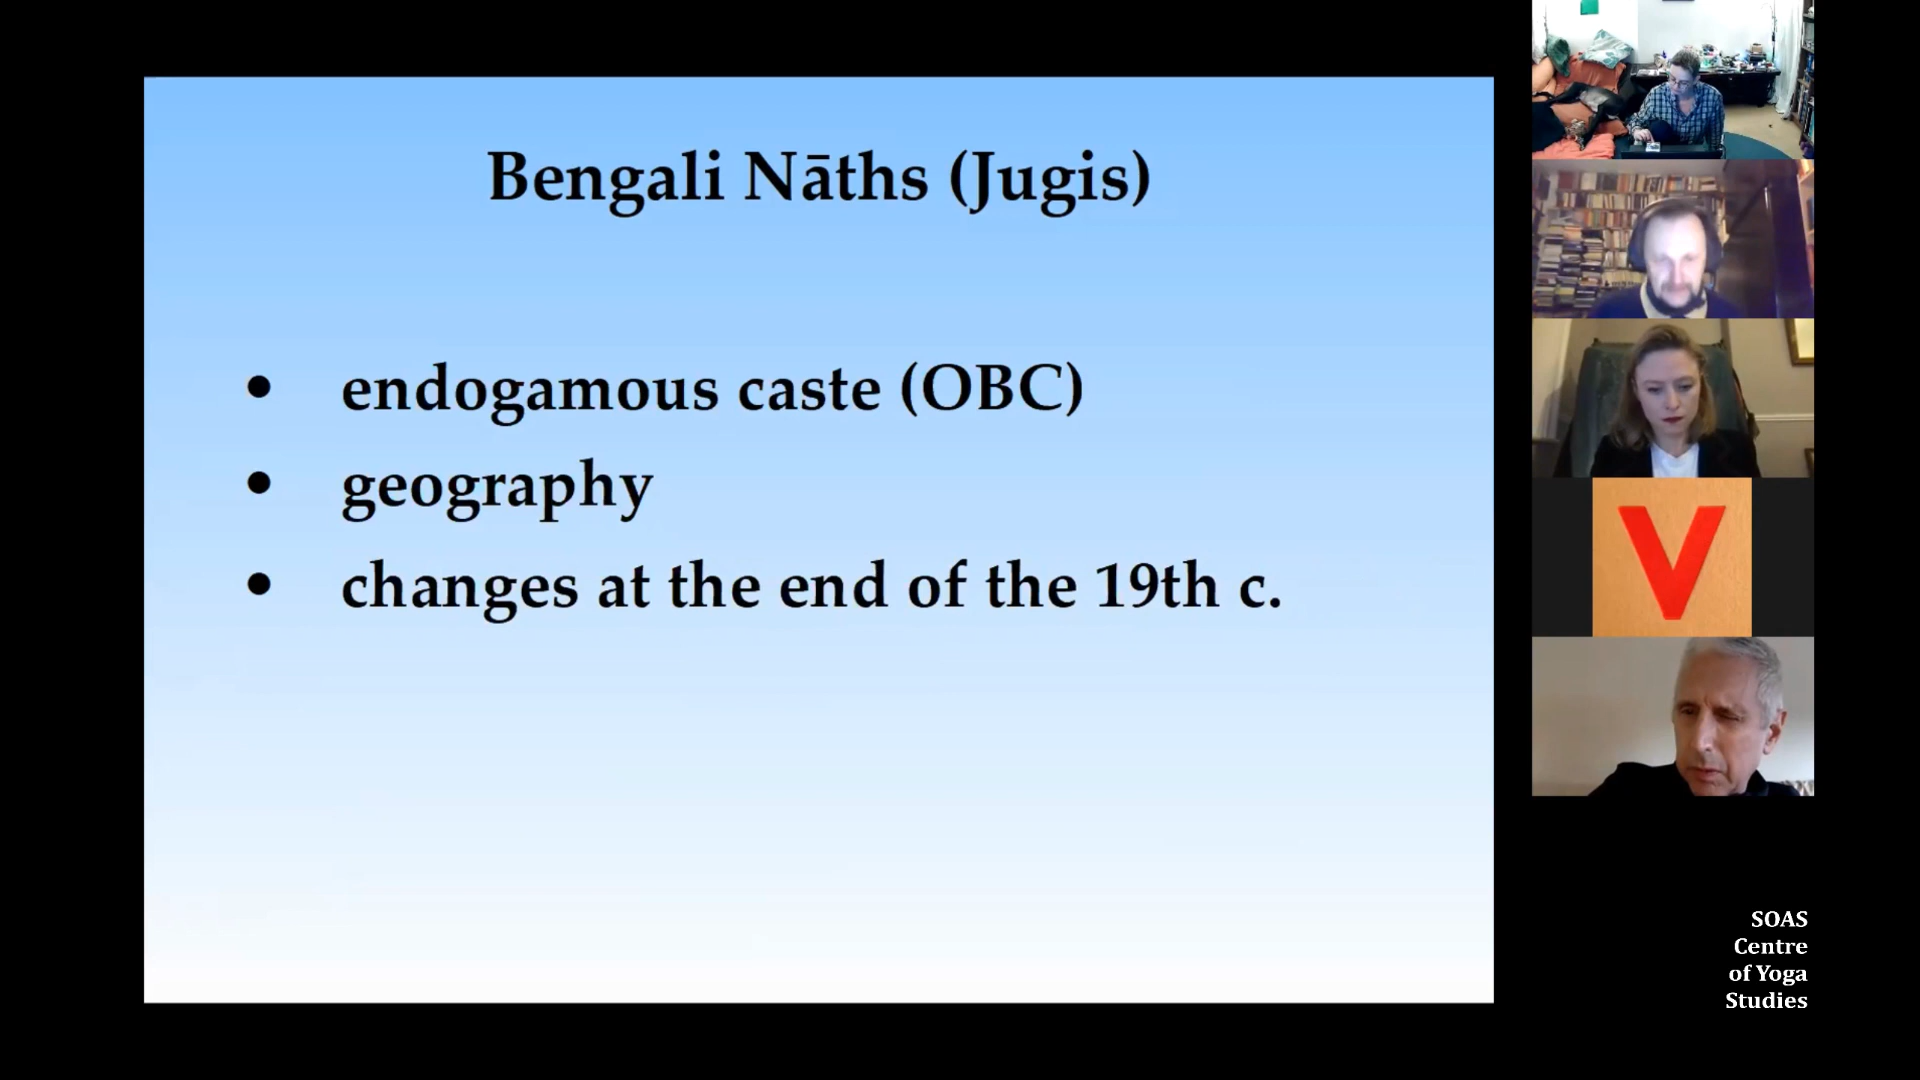 Bengali Nāths (Jugis)
• endogamous caste (OBC)
• geography
• changes at the end of the 19th c.
V
SOAS
Centre
of Yoga
Studies